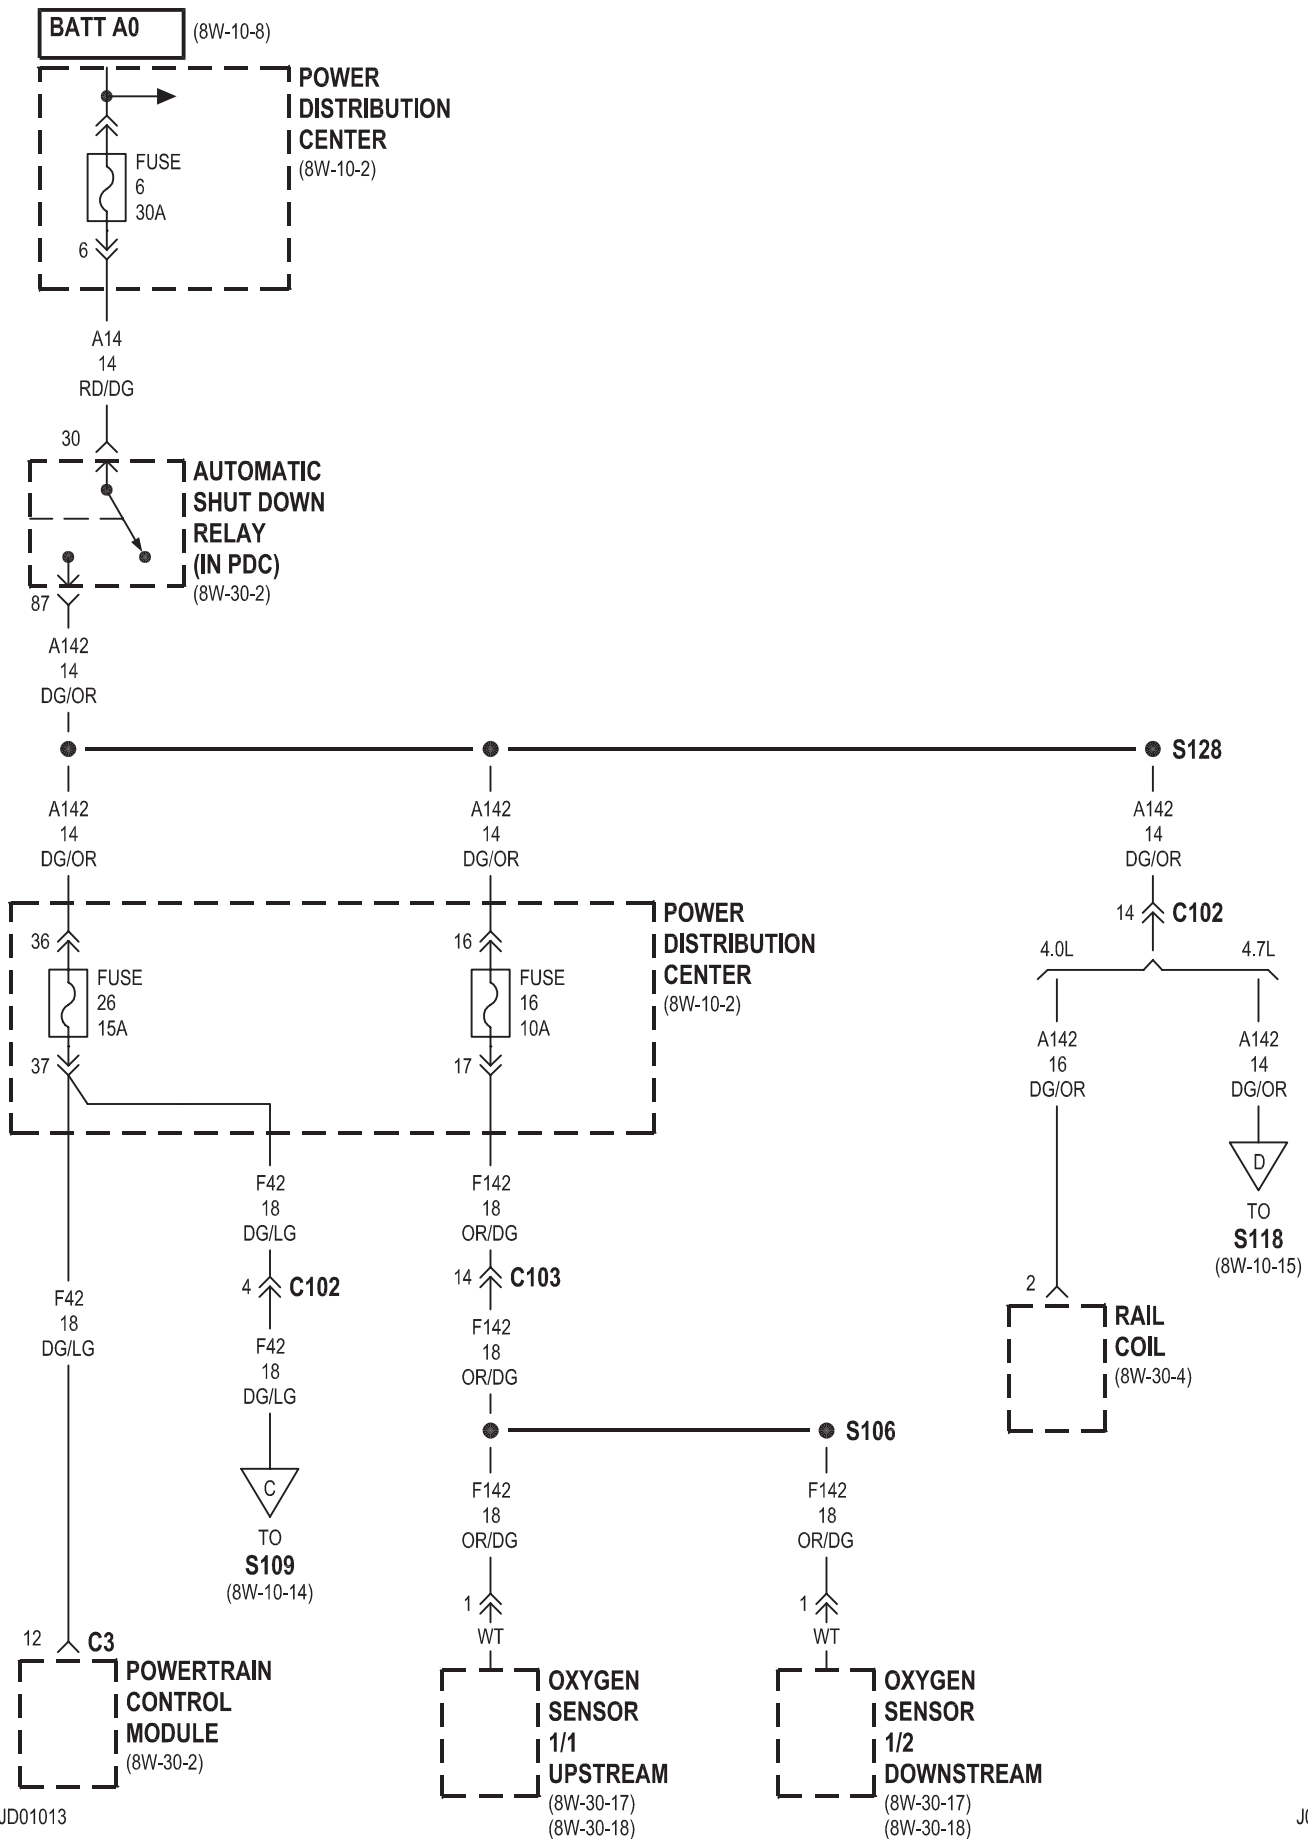 BATT A0
(8W-10-8)
POWER
DISTRIBUTION
CENTER
(8W-10-2)
FUSE
6
30A
6
A14
14
RD/DG
30
AUTOMATIC
SHUT DOWN
RELAY
(IN PDC)
(8W-30-2)
87
A142
14
DG/OR
S128
A142
14
DG/OR
A142
14
DG/OR
A142
14
DG/OR
POWER
DISTRIBUTION
CENTER
(8W-10-2)
36
FUSE
26
15A
37
16
FUSE
16
10A
17
14
C102
4.0L
4.7L
A142
16
DG/OR
A142
14
DG/OR
D
TO
S118
(8W-10-15)
2
RAIL
COIL
(8W-30-4)
F42
18
DG/LG
F42
18
DG/LG
4
C102
F42
18
DG/LG
C
TO
S109
(8W-10-14)
F142
18
OR/DG
14
C103
F142
18
OR/DG
S106
F142
18
OR/DG
F142
18
OR/DG
1
WT
1
WT
12
C3
POWERTRAIN
CONTROL
MODULE
(8W-30-2)
OXYGEN
SENSOR
1/1
UPSTREAM
(8W-30-17)
(8W-30-18)
OXYGEN
SENSOR
1/2
DOWNSTREAM
(8W-30-17)
(8W-30-18)
JD01013